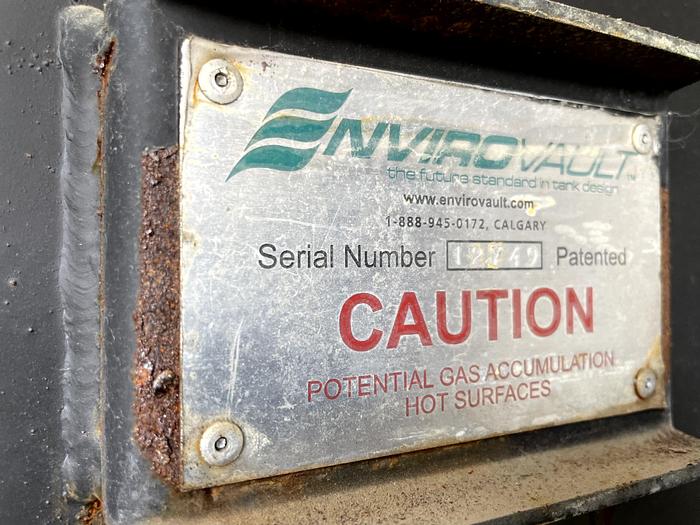 ENVIROVAULT™
the future standard in tank design
www.envirovault.com
1-888-945-0172, CALGARY
Serial Number Patented
CAUTION
POTENTIAL GAS ACCUMULATION
HOT SURFACES